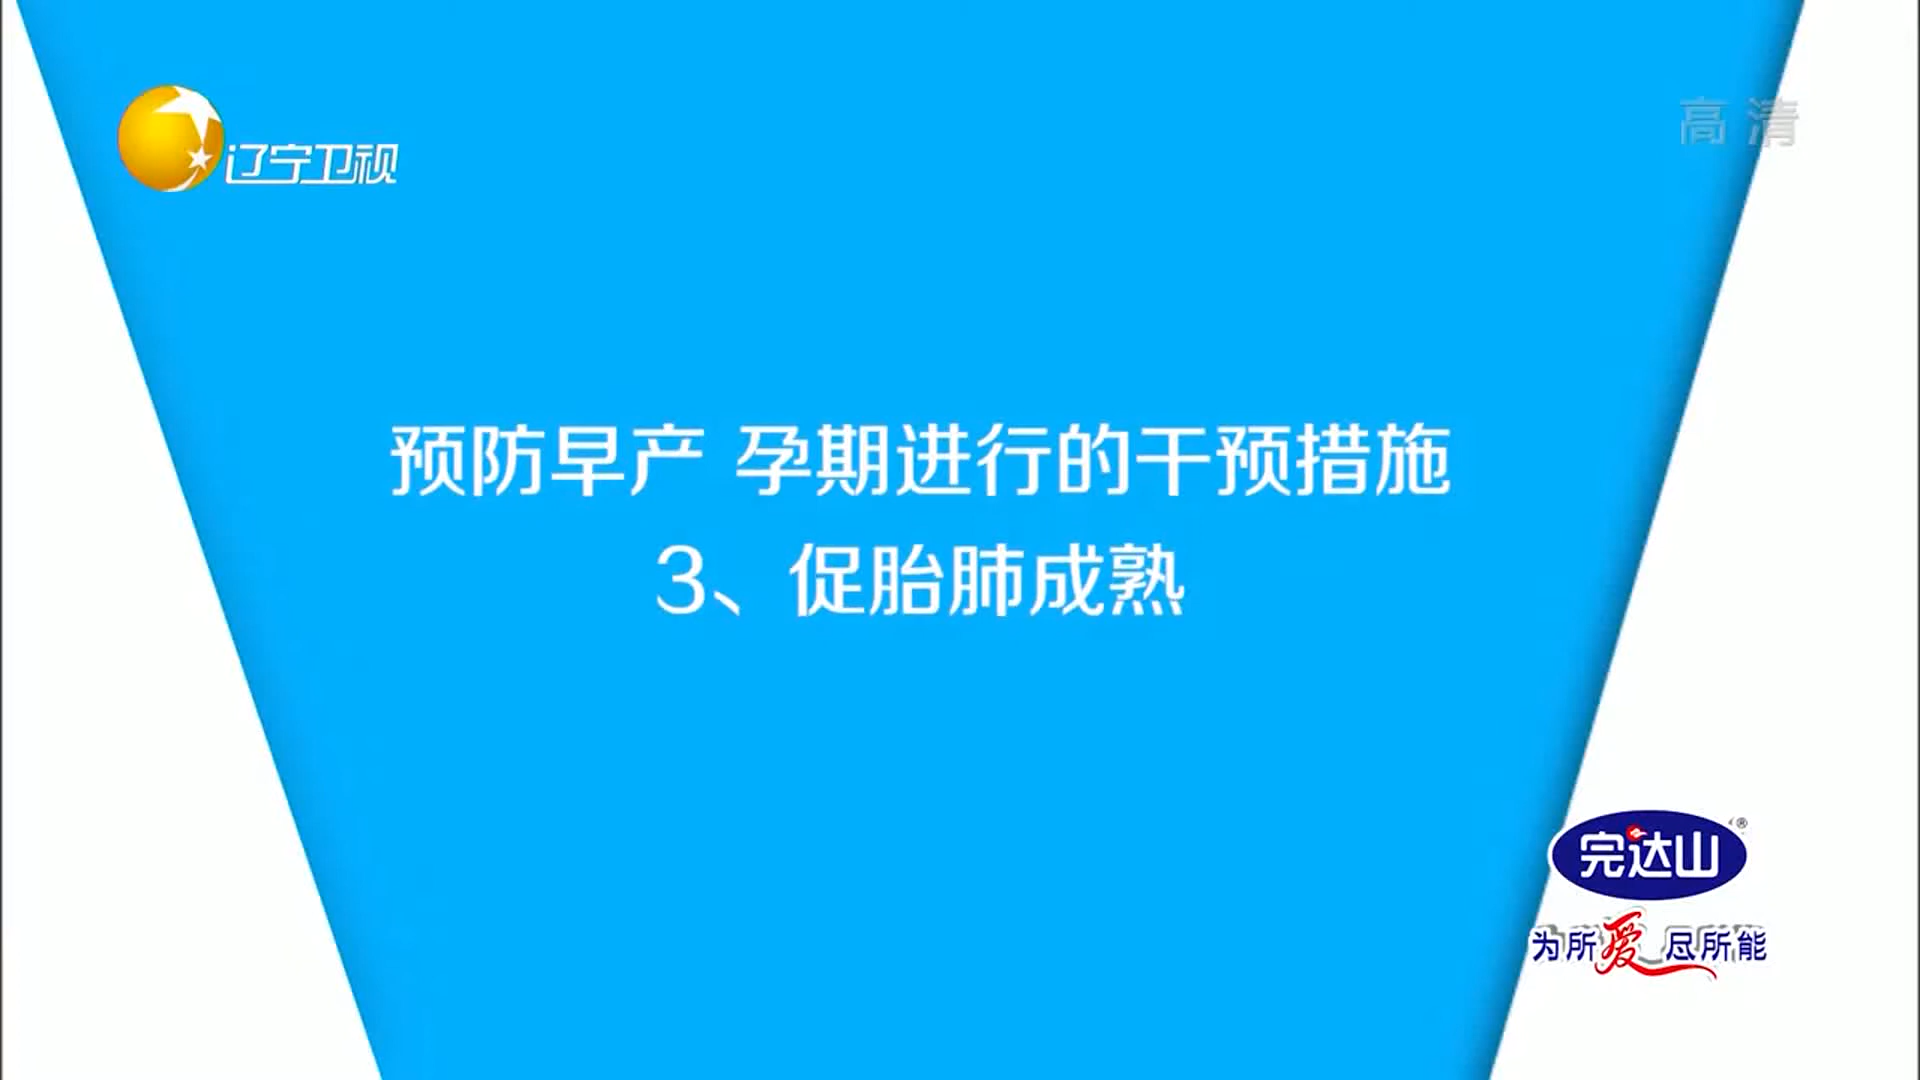 辽宁卫视
高清
预防早产 孕期进行的干预措施
3、促胎肺成熟
完达山®
为所爱 尽所能